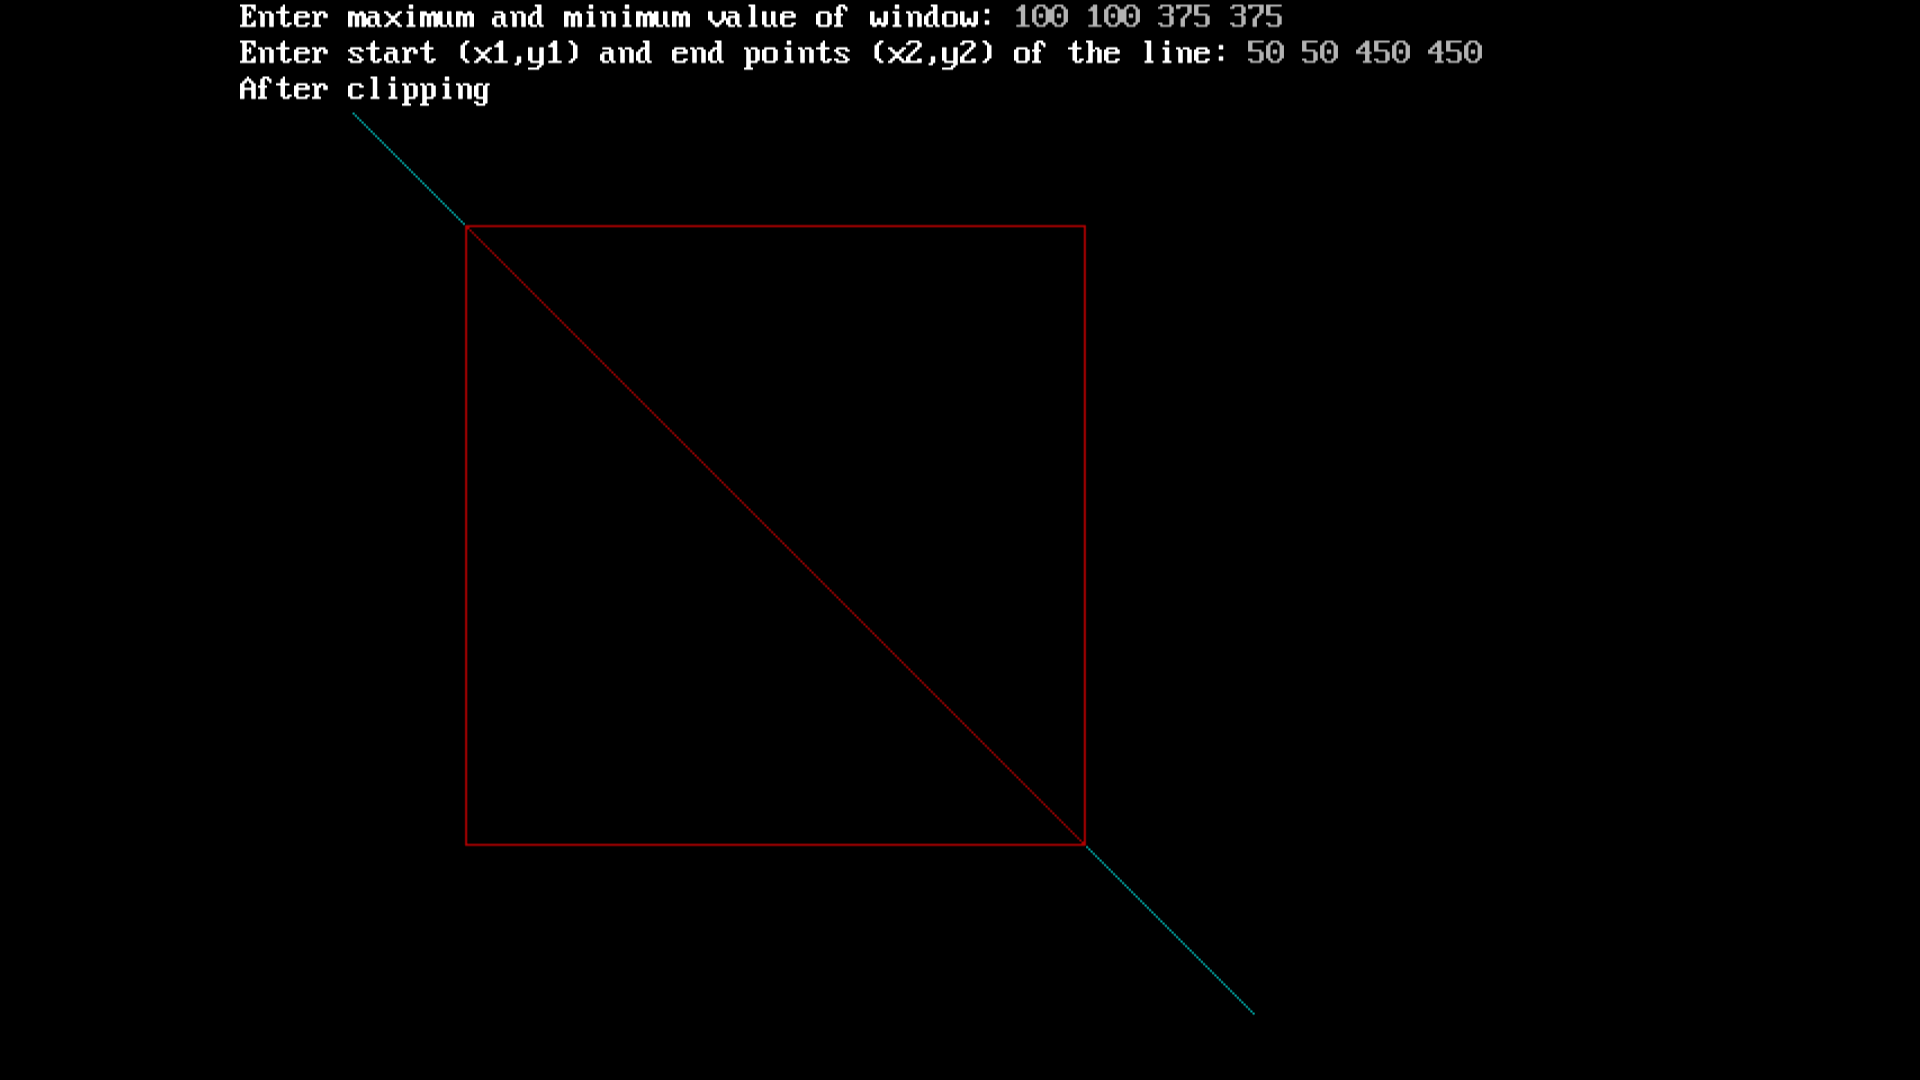 Enter maximum and minimum value of window: 100 100 375 375
Enter start (x1,y1) and end points (x2,y2) of the line: 50 50 450 450
After clipping